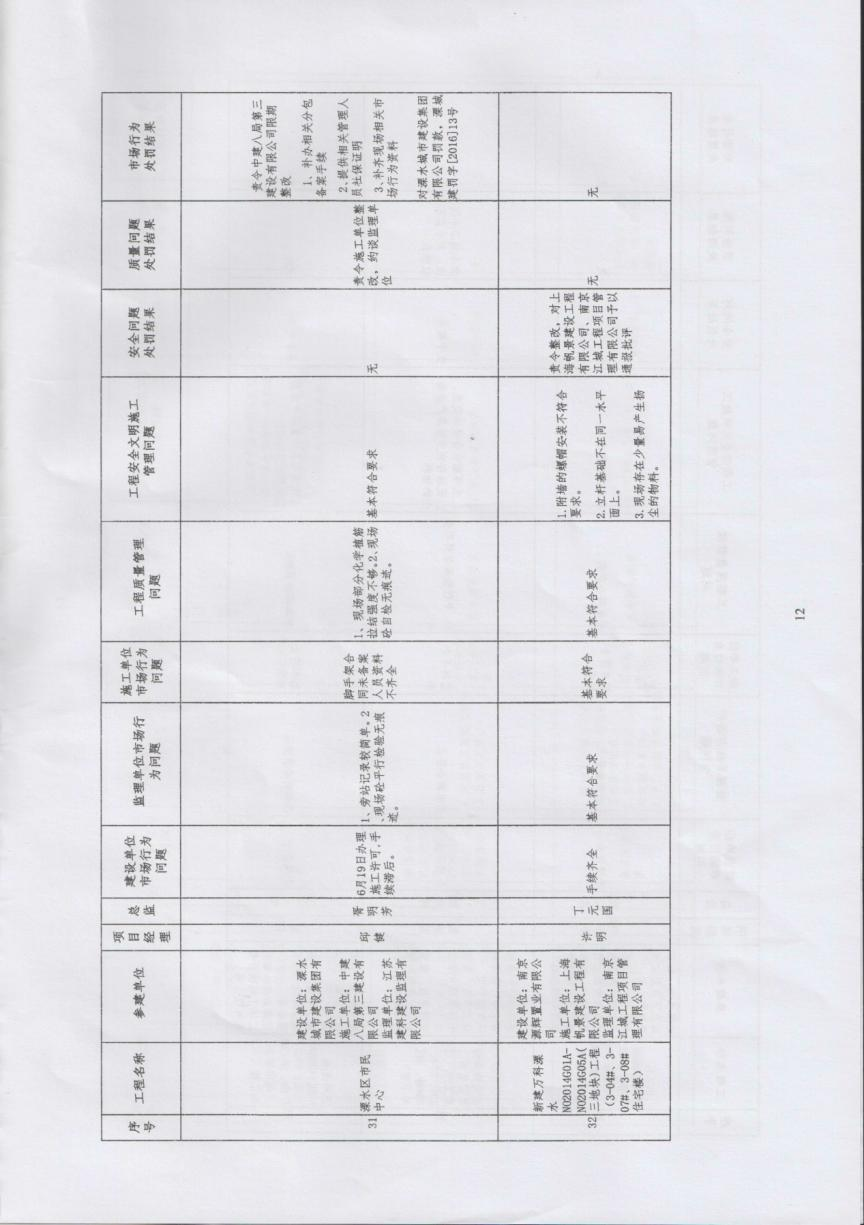 序
号
工程名称
参建单位
项
目
经
理
总
监
建设单位
市场行为
问题
监理单位市场行
为问题
施工单位
市场行为
问题
工程质量管理
问题
工程安全文明施工
管理问题
安全问题
处罚结果
质量问题
处罚结果
市场行为
处罚结果
31
溧水区市民
中心
建设单位：溧水
城市建设集团有
限公司
施工单位：中建
八局第三建设有
限公司
监理单位：江苏
建科建设监理有
限公司
邱
健
胥
明
芳
6月19日办理
施工许可,手
续滞后。
1、旁站记录较简单。2
、现场砼平行检验无痕
迹。
脚手架合
同未备案
人员资料
不齐全
1、现场部分化学植筋
拉结强度不够。2、现场
砼自检无痕迹。
基本符合要求
无
责令施工单位整
改，约谈监理单
位
责令中建八局第三
建设有限公司限期
整改
1、补办相关分包
备案手续
2、提供相关管理人
员社保证明
3、补齐现场相关市
场行为资料
对溧水城市建设集团
有限公司罚款，溧城
建罚字[2016]13号
32
新建万科溧
水
NO2014G01A-
NO2014G05A(
三地块)工程
(3-04#、3-
07#、3-08#
住宅楼)
建设单位：南京
源辉置业有限公
司
施工单位：上海
帆景建设工程有
限公司
监理单位：南京
江城工程项目管
理有限公司
许
明
丁
元
国
手续齐全
基本符合要求
基本符合
要求
基本符合要求
1.附墙的螺帽安装不符合
要求。
2.立杆基础不在同一水平
面上。
3.现场存在少量易产生扬
尘的物料。
责令整改，对上
海帆景建设工程
有限公司、南京
江城工程项目管
理有限公司予以
通报批评
无
无
12